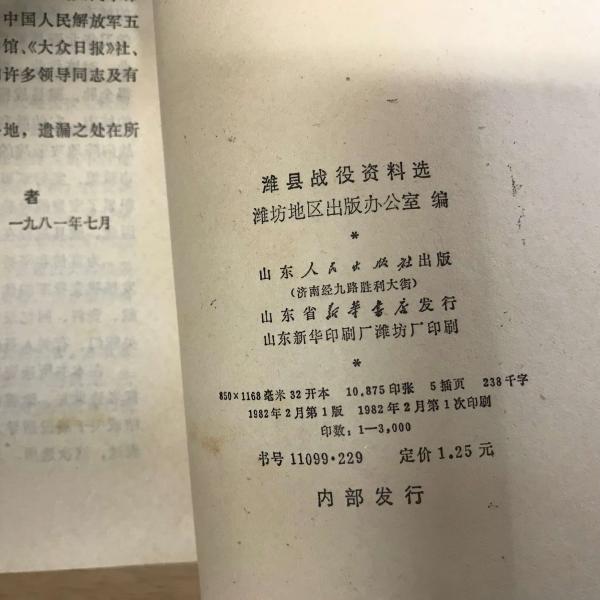 中国人民解放军五
馆、《大众日报》社、
许多领导同志及有
地，遗漏之处在所
者
一九八一年七月
潍县战役资料选
潍坊地区出版办公室 编
*
山东人民出版社出版
(济南经九路胜利大街)
山东省新华书店发行
山东新华印刷厂潍坊厂印刷
*
850×1168毫米 32开本 10.875印张 5插页 238千字
1982年2月第1版 1982年2月第1次印刷
印数：1—3,000
书号 11099·229 定价 1.25元
内部发行